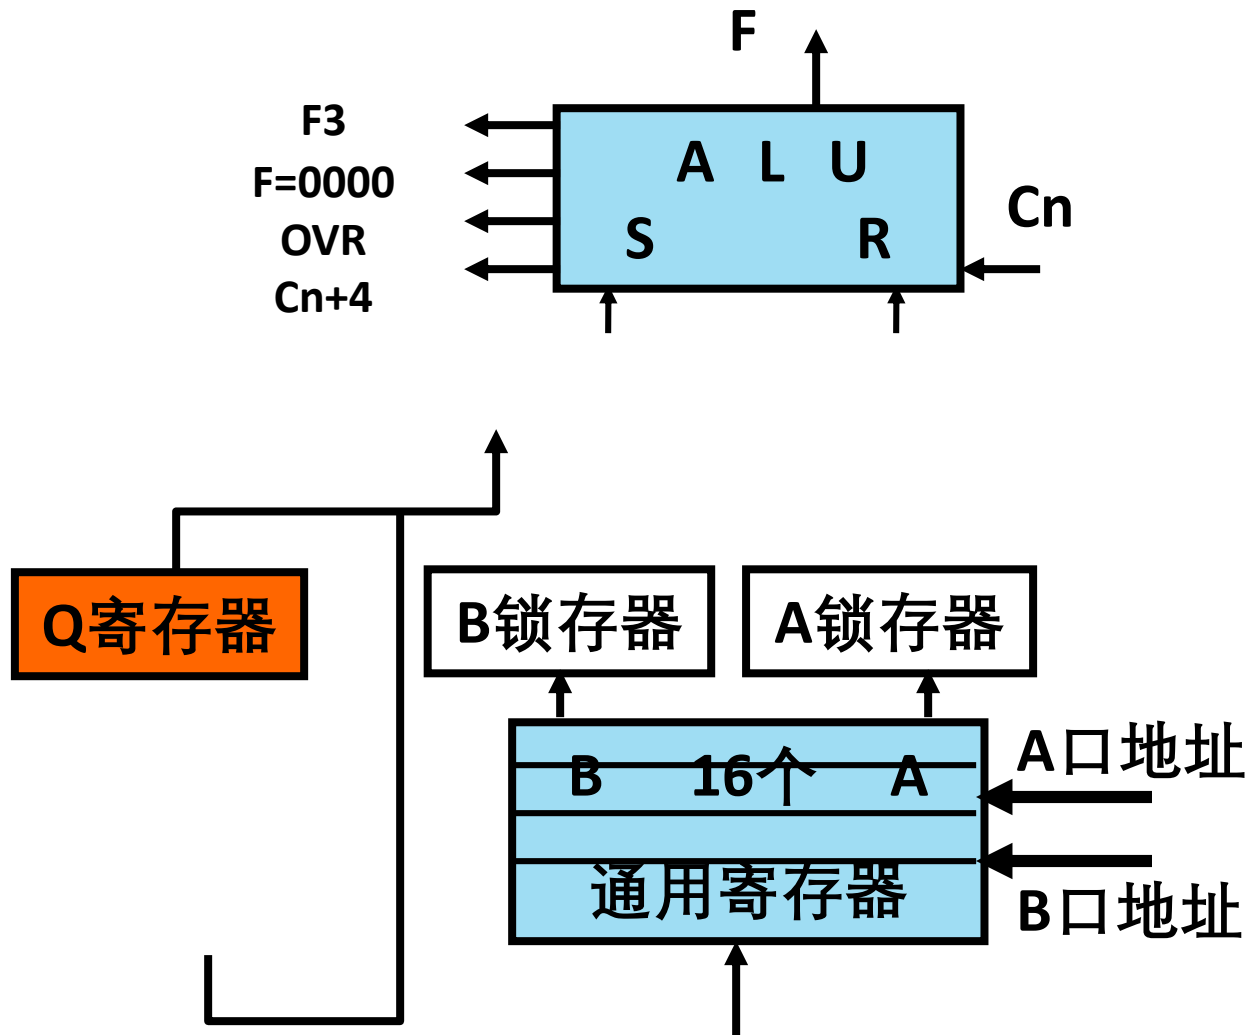 F
F3
F=0000
OVR
Cn+4
A L U
S R
Cn
Q寄存器
B锁存器
A锁存器
B 16个 A
通用寄存器
A口地址
B口地址